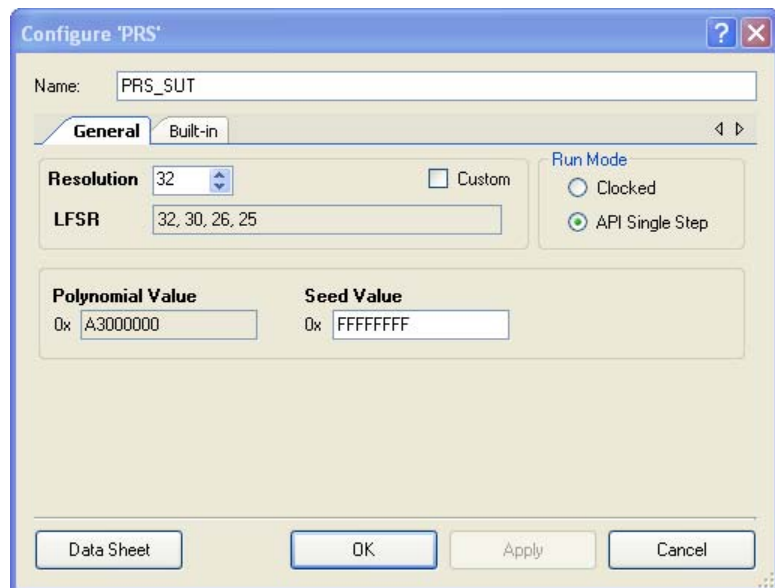 Configure 'PRS'
Name: PRS_SUT
General Built-in
Resolution 32 Custom
LFSR 32, 30, 26, 25
Run Mode
Clocked
API Single Step
Polynomial Value Seed Value
0x A3000000 0x FFFFFFFF
Data Sheet OK Apply Cancel